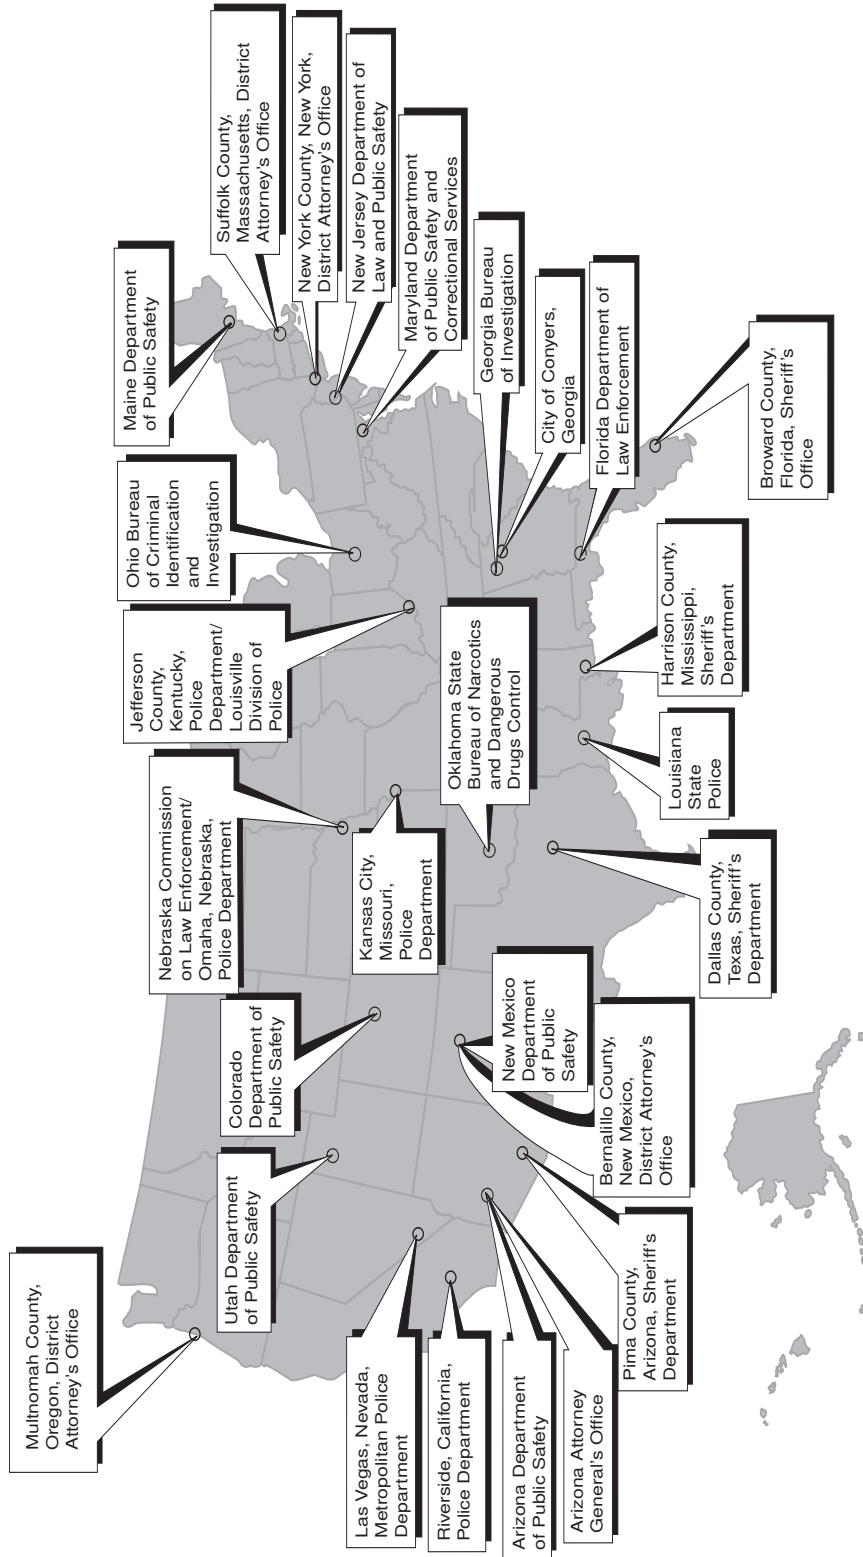 Multnomah County,
Oregon, District
Attorney's Office
Utah Department
of Public Safety
Colorado
Department of
Public Safety
Nebraska Commission
on Law Enforcement/
Omaha, Nebraska,
Police Department
Jefferson
County,
Kentucky,
Police
Department/
Louisville
Division of
Police
Ohio Bureau
of Criminal
Identification
and
Investigation
Maine Department
of Public Safety
Suffolk County,
Massachusetts, District
Attorney's Office
New York County, New York,
District Attorney's Office
New Jersey Department of
Law and Public Safety
Maryland Department
of Public Safety and
Correctional Services
Georgia Bureau
of Investigation
City of Conyers,
Georgia
Florida Department of
Law Enforcement
Broward County,
Florida, Sheriff's
Office
Kansas City,
Missouri,
Police
Department
Oklahoma State
Bureau of Narcotics
and Dangerous
Drugs Control
Harrison County,
Mississippi,
Sheriff's
Department
Louisiana
State
Police
Dallas County,
Texas, Sheriff's
Department
New Mexico
Department
of Public
Safety
Bernalillo County,
New Mexico,
District Attorney's
Office
Pima County,
Arizona, Sheriff's
Department
Las Vegas, Nevada,
Metropolitan Police
Department
Riverside, California,
Police Department
Arizona Department
of Public Safety
Arizona Attorney
General's Office